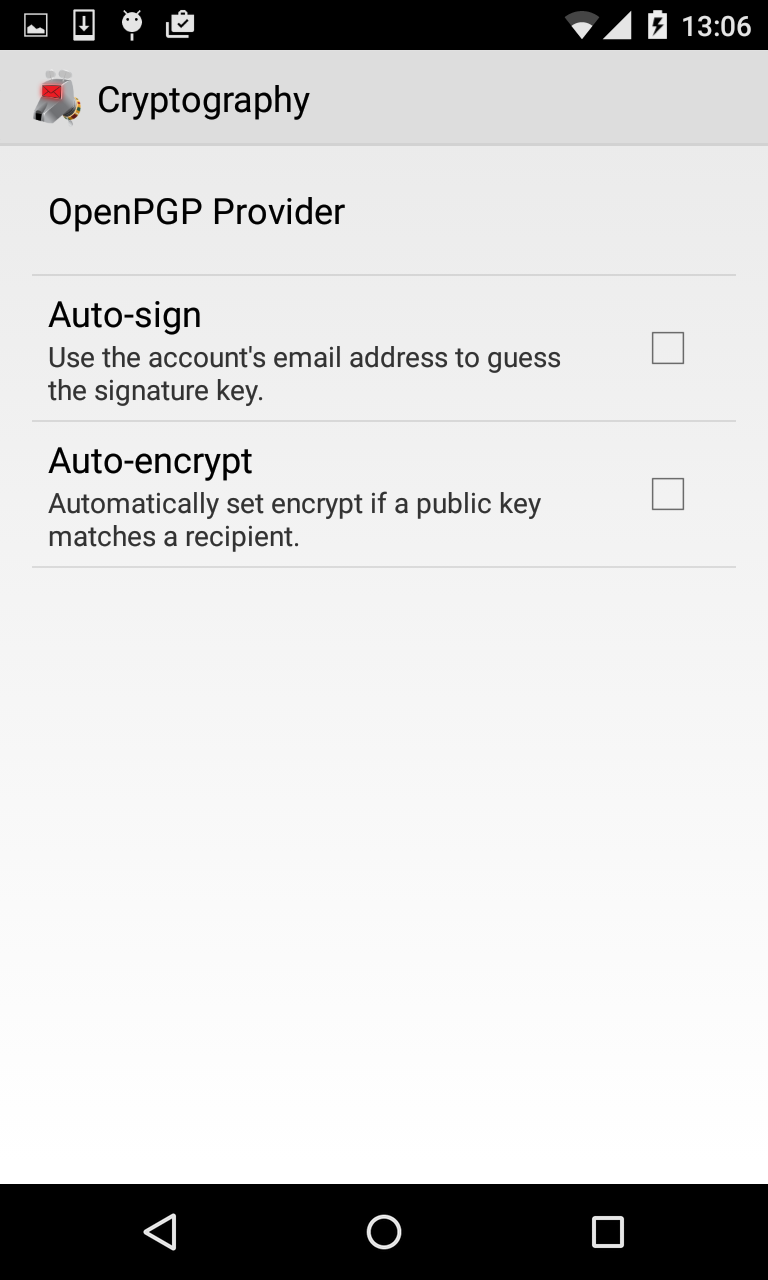 13:06
Cryptography
OpenPGP Provider
Auto-sign
Use the account's email address to guess
the signature key.
Auto-encrypt
Automatically set encrypt if a public key
matches a recipient.